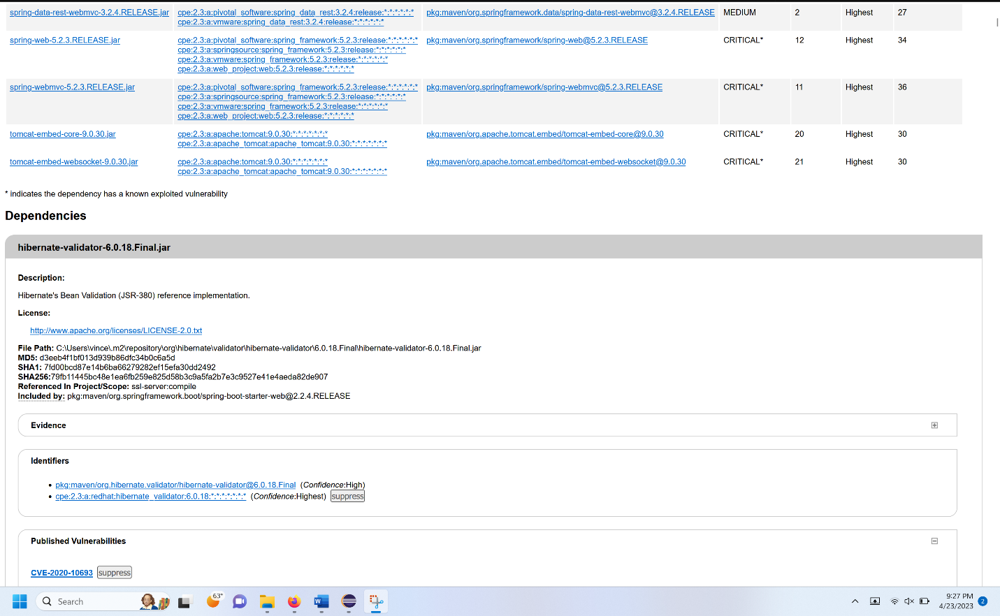 spring-data-rest-webmvc-3.2.4.RELEASE.jar cpe:2.3:a:pivotal_software:spring_data_rest:3.2.4:release:*:*:*:*:*:* pkg:maven/org.springframework.data/spring-data-rest-webmvc@3.2.4.RELEASE MEDIUM 2 Highest 27
cpe:2.3:a:vmware:spring_data_rest:3.2.4:release:*:*:*:*:*:*
spring-web-5.2.3.RELEASE.jar cpe:2.3:a:pivotal_software:spring_framework:5.2.3:release:*:*:*:*:*:* pkg:maven/org.springframework/spring-web@5.2.3.RELEASE CRITICAL* 12 Highest 34
cpe:2.3:a:springsource:spring_framework:5.2.3:release:*:*:*:*:*:*
cpe:2.3:a:vmware:spring_framework:5.2.3:release:*:*:*:*:*:*
cpe:2.3:a:web_project:web:5.2.3:release:*:*:*:*:*:*
spring-webmvc-5.2.3.RELEASE.jar cpe:2.3:a:pivotal_software:spring_framework:5.2.3:release:*:*:*:*:*:* pkg:maven/org.springframework/spring-webmvc@5.2.3.RELEASE CRITICAL* 11 Highest 36
cpe:2.3:a:springsource:spring_framework:5.2.3:release:*:*:*:*:*:*
cpe:2.3:a:vmware:spring_framework:5.2.3:release:*:*:*:*:*:*
cpe:2.3:a:web_project:web:5.2.3:release:*:*:*:*:*:*
tomcat-embed-core-9.0.30.jar cpe:2.3:a:apache:tomcat:9.0.30:*:*:*:*:*:*:* pkg:maven/org.apache.tomcat.embed/tomcat-embed-core@9.0.30 CRITICAL* 20 Highest 30
cpe:2.3:a:apache_tomcat:apache_tomcat:9.0.30:*:*:*:*:*:*:*
tomcat-embed-websocket-9.0.30.jar cpe:2.3:a:apache:tomcat:9.0.30:*:*:*:*:*:*:* pkg:maven/org.apache.tomcat.embed/tomcat-embed-websocket@9.0.30 CRITICAL* 21 Highest 30
cpe:2.3:a:apache_tomcat:apache_tomcat:9.0.30:*:*:*:*:*:*:*
* indicates the dependency has a known exploited vulnerability
Dependencies
hibernate-validator-6.0.18.Final.jar
Description:
Hibernate's Bean Validation (JSR-380) reference implementation.
License:
http://www.apache.org/licenses/LICENSE-2.0.txt
File Path: C:\Users\vince\.m2\repository\org\hibernate\validator\hibernate-validator\6.0.18.Final\hibernate-validator-6.0.18.Final.jar
MD5: d3eeb4f1bf013d939b86dfc34b0c6a5d
SHA1: 7fd00bcd87e14b6ba66279282ef15efa30dd2492
SHA256:79fb11445bc48e1ea6fb259e825d58b3c9a5fa2b7e3c9527e41e4aeda82de907
Referenced In Project/Scope: ssl-server:compile
Included by: pkg:maven/org.springframework.boot/spring-boot-starter-web@2.2.4.RELEASE
Evidence
Identifiers
• pkg:maven/org.hibernate.validator/hibernate-validator@6.0.18.Final (Confidence:High)
• cpe:2.3:a:redhat:hibernate_validator:6.0.18:*:*:*:*:*:*:* (Confidence:Highest) suppress
Published Vulnerabilities
CVE-2020-10693 suppress
Search 63° 9:27 PM
4/23/2023 2